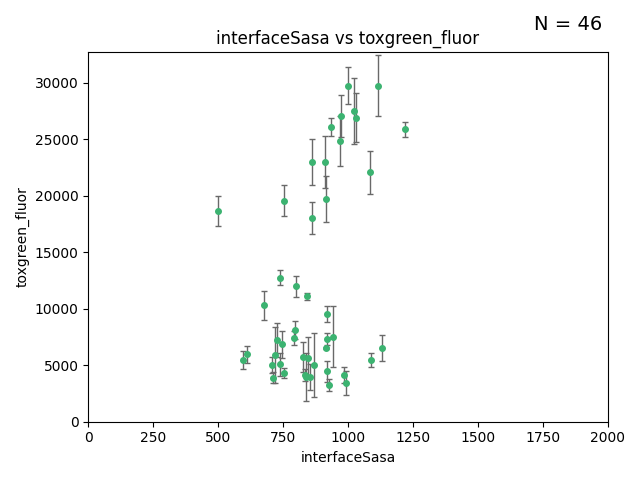 N = 46
interfaceSasa vs toxgreen_fluor
30000
25000
20000
15000
10000
5000
0
toxgreen_fluor
0 250 500 750 1000 1250 1500 1750 2000
interfaceSasa